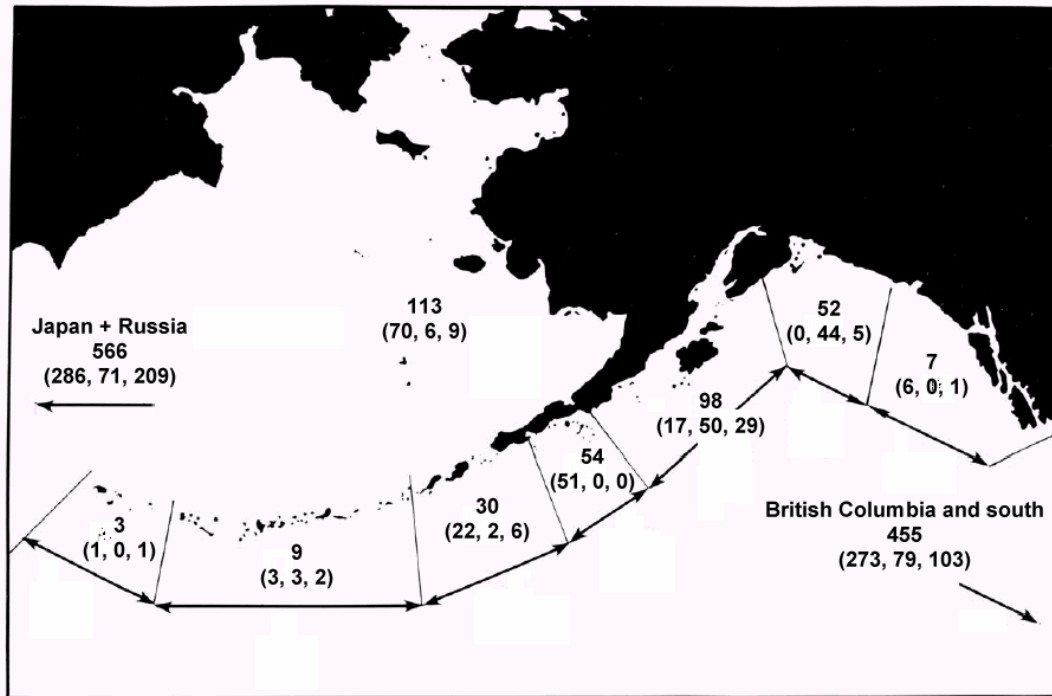 113
(70, 6, 9)
Japan + Russia
566
(286, 71, 209)
52
(0, 44, 5)
7
(6, 0, 1)
98
(17, 50, 29)
54
(51, 0, 0)
30
(22, 2, 6)
3
(1, 0, 1)
9
(3, 3, 2)
British Columbia and south
455
(273, 79, 103)